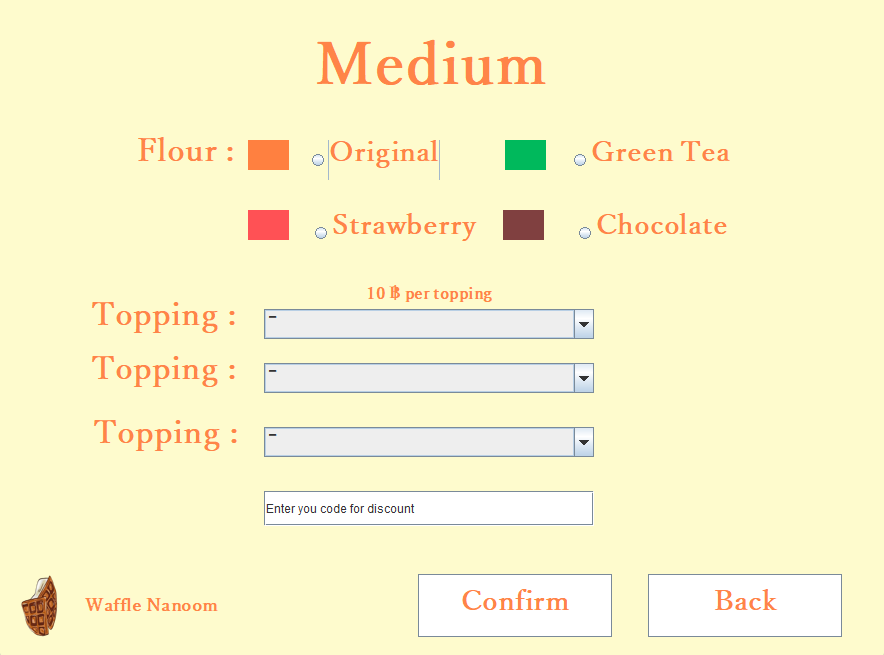 Medium
Flour : Original Green Tea
Strawberry Chocolate
10 ฿ per topping
Topping : -
Topping : -
Topping : -
Enter you code for discount
Waffle Nanoom Confirm Back